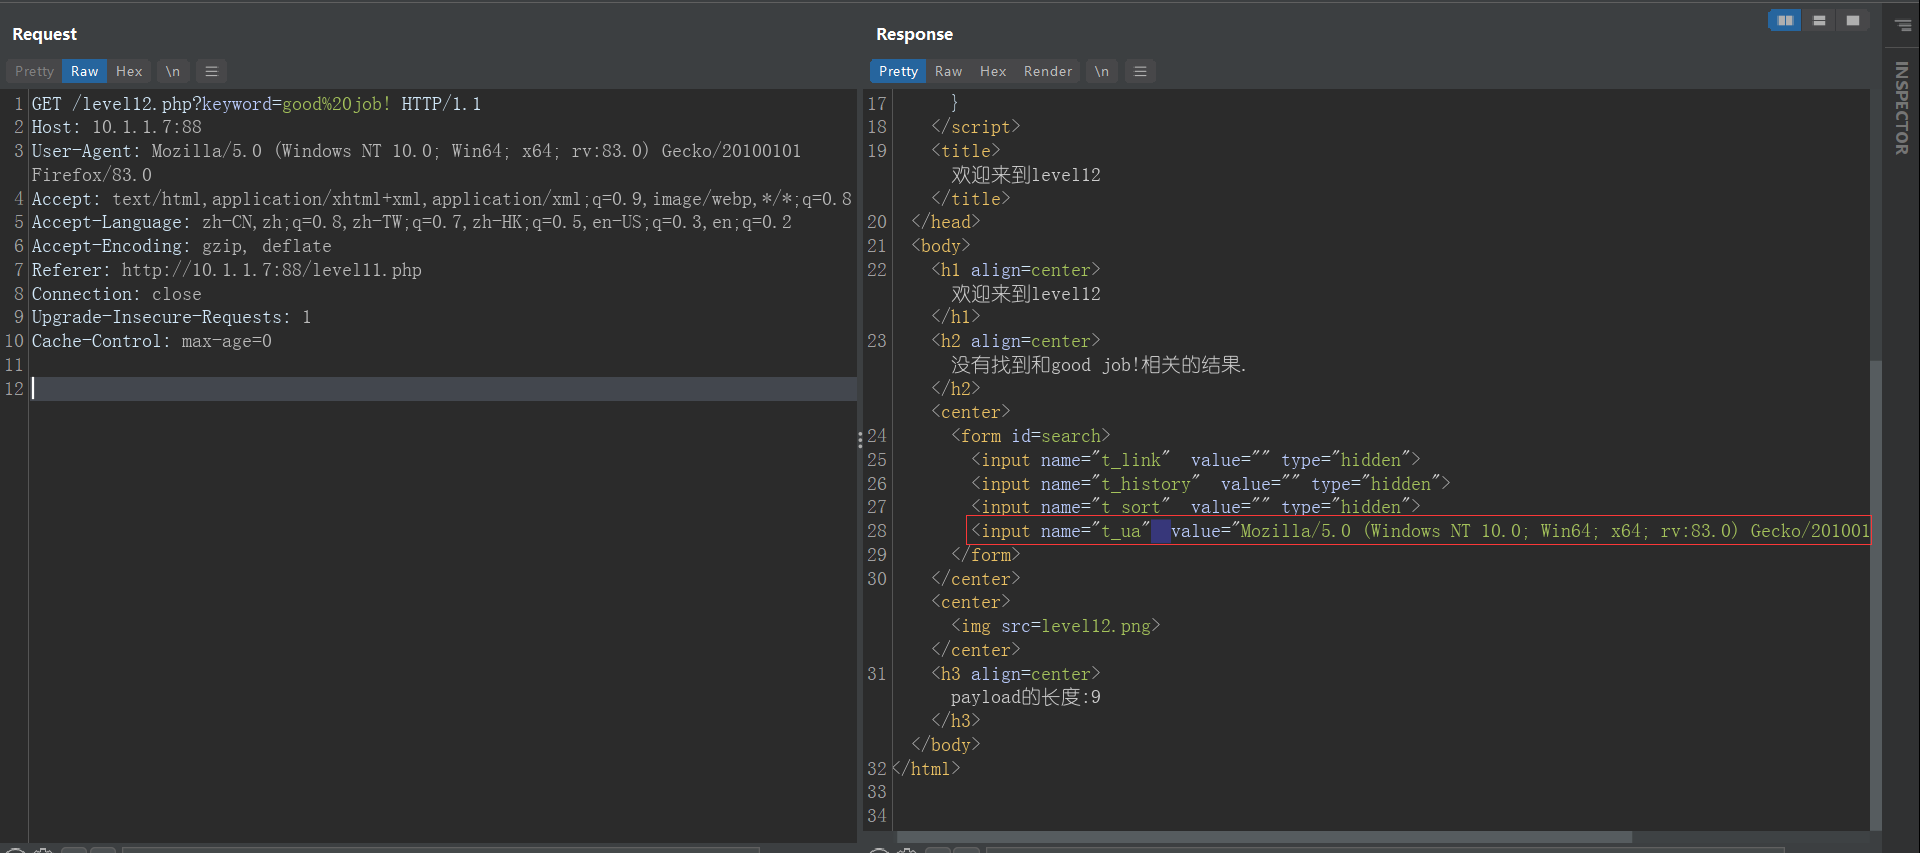 Request
Pretty Raw Hex \n
1 GET /level12.php?keyword=good%20job! HTTP/1.1
2 Host: 10.1.1.7:88
3 User-Agent: Mozilla/5.0 (Windows NT 10.0; Win64; x64; rv:83.0) Gecko/20100101
Firefox/83.0
4 Accept: text/html,application/xhtml+xml,application/xml;q=0.9,image/webp,*/*;q=0.8
5 Accept-Language: zh-CN,zh;q=0.8,zh-TW;q=0.7,zh-HK;q=0.5,en-US;q=0.3,en;q=0.2
6 Accept-Encoding: gzip, deflate
7 Referer: http://10.1.1.7:88/level11.php
8 Connection: close
9 Upgrade-Insecure-Requests: 1
10 Cache-Control: max-age=0
11
12
Response
Pretty Raw Hex Render \n
17 }
18 </script>
19 <title>
欢迎来到level12
</title>
20 </head>
21 <body>
22 <h1 align=center>
欢迎来到level12
</h1>
23 <h2 align=center>
没有找到和good job!相关的结果.
</h2>
<center>
24 <form id=search>
25 <input name="t_link"  value="" type="hidden">
26 <input name="t_history"  value="" type="hidden">
27 <input name="t_sort"  value="" type="hidden">
28 <input name="t_ua"  value="Mozilla/5.0 (Windows NT 10.0; Win64; x64; rv:83.0) Gecko/201001
29 </form>
30 </center>
<center>
<img src=level12.png>
</center>
31 <h3 align=center>
payload的长度:9
</h3>
</body>
32 </html>
33
34
INSPECTOR